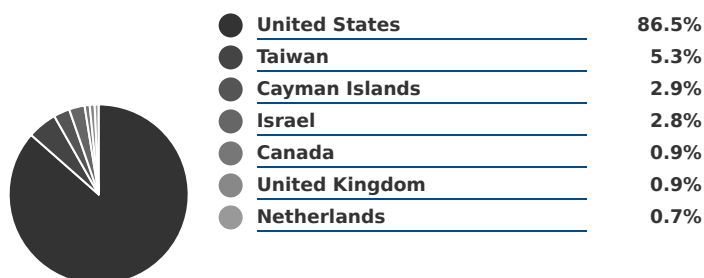 United States 86.5%
Taiwan 5.3%
Cayman Islands 2.9%
Israel 2.8%
Canada 0.9%
United Kingdom 0.9%
Netherlands 0.7%